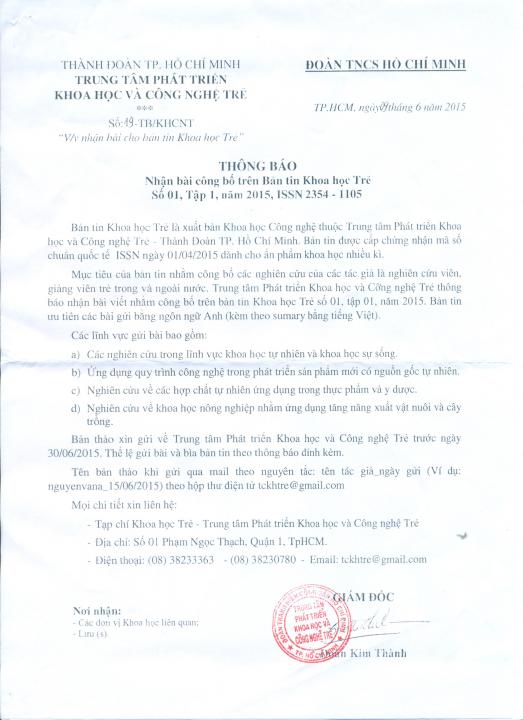 THÀNH ĐOÀN TP. HỒ CHÍ MINH
TRUNG TÂM PHÁT TRIỂN
KHOA HỌC VÀ CÔNG NGHỆ TRẺ
***
Số:19-TB/KHCNT
“V/v nhận bài cho bản tin Khoa học Trẻ”
ĐOÀN TNCS HỒ CHÍ MINH
TP.HCM, ngày tháng 6 năm 2015
THÔNG BÁO
Nhận bài công bố trên Bản tin Khoa học Trẻ
Số 01, Tập 1, năm 2015, ISSN 2354 - 1105
Bản tin Khoa học Trẻ là xuất bản Khoa học Công nghệ thuộc Trung tâm Phát triển Khoa
học và Công nghệ Trẻ - Thành Đoàn TP. Hồ Chí Minh. Bản tin được cấp chứng nhận mã số
chuẩn quốc tế ISSN ngày 01/04/2015 dành cho ấn phẩm khoa học nhiều kì.
Mục tiêu của bản tin nhằm công bố các nghiên cứu của các tác giả là nghiên cứu viên,
giảng viên trẻ trong và ngoài nước. Trung tâm Phát triển Khoa học và Công nghệ Trẻ thông
báo nhận bài viết nhằm công bố trên bản tin Khoa học Trẻ số 01, tập 01, năm 2015. Bản tin
ưu tiên các bài gửi bằng ngôn ngữ Anh (kèm theo sumary bằng tiếng Việt).
Các lĩnh vực gửi bài bao gồm:
a) Các nghiên cứu trong lĩnh vực khoa học tự nhiên và khoa học sự sống.
b) Ứng dụng quy trình công nghệ trong phát triển sản phẩm mới có nguồn gốc tự nhiên.
c) Nghiên cứu về các hợp chất tự nhiên ứng dụng trong thực phẩm và y dược.
d) Nghiên cứu về khoa học nông nghiệp nhằm ứng dụng tăng năng xuất vật nuôi và cây
trồng.
Bản thảo xin gửi về Trung tâm Phát triển Khoa học và Công nghệ Trẻ trước ngày
30/06/2015. Thể lệ gửi bài và bìa bản tin theo thông báo đính kèm.
Tên bản thảo khi gửi qua mail theo nguyên tắc: tên tác giả_ngày gửi (Ví dụ:
nguyenvana_15/06/2015) theo hộp thư điện tử tckhtre@gmail.com
Mọi chi tiết xin liên hệ:
- Tạp chí Khoa học Trẻ - Trung tâm Phát triển Khoa học và Công nghệ Trẻ
- Địa chỉ: Số 01 Phạm Ngọc Thạch, Quận 1, TpHCM.
- Điện thoại: (08) 38233363 - (08) 38230780 - Email: tckhtre@gmail.com
GIÁM ĐỐC
Nơi nhận:
- Các đơn vị Khoa học liên quan;
- Lưu (s).
TRUNG TÂM
PHÁT TRIỂN
KHOA HỌC VÀ
CÔNG NGHỆ TRẺ
TP. HỒ CHÍ MINH
Đoàn Kim Thành